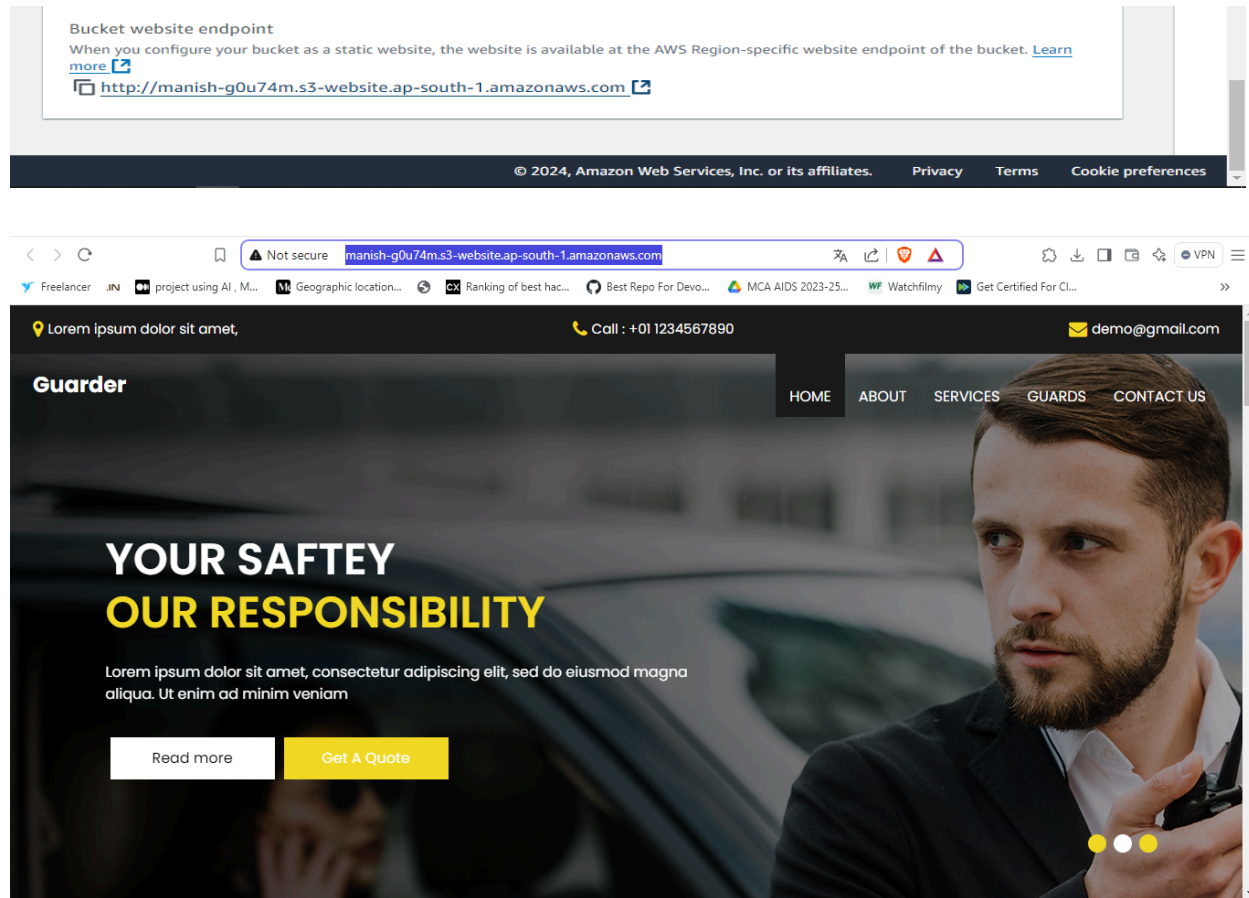 Bucket website endpoint
When you configure your bucket as a static website, the website is available at the AWS Region-specific website endpoint of the bucket. Learn
more
http://manish-g0u74m.s3-website.ap-south-1.amazonaws.com
© 2024, Amazon Web Services, Inc. or its affiliates. Privacy Terms Cookie preferences
Not secure manish-g0u74m.s3-website.ap-south-1.amazonaws.com VPN
Freelancer .IN project using AI , M... Geographic location... CX Ranking of best hac... Best Repo For Devo... MCA AIDS 2023-25... WF Watchfilmy Get Certified For Cl... »
Lorem ipsum dolor sit amet, Call : +01 1234567890 demo@gmail.com
Guarder
HOME ABOUT SERVICES GUARDS CONTACT US
YOUR SAFTEY
OUR RESPONSIBILITY
Lorem ipsum dolor sit amet, consectetur adipiscing elit, sed do eiusmod magna
aliqua. Ut enim ad minim veniam
Read more Get A Quote